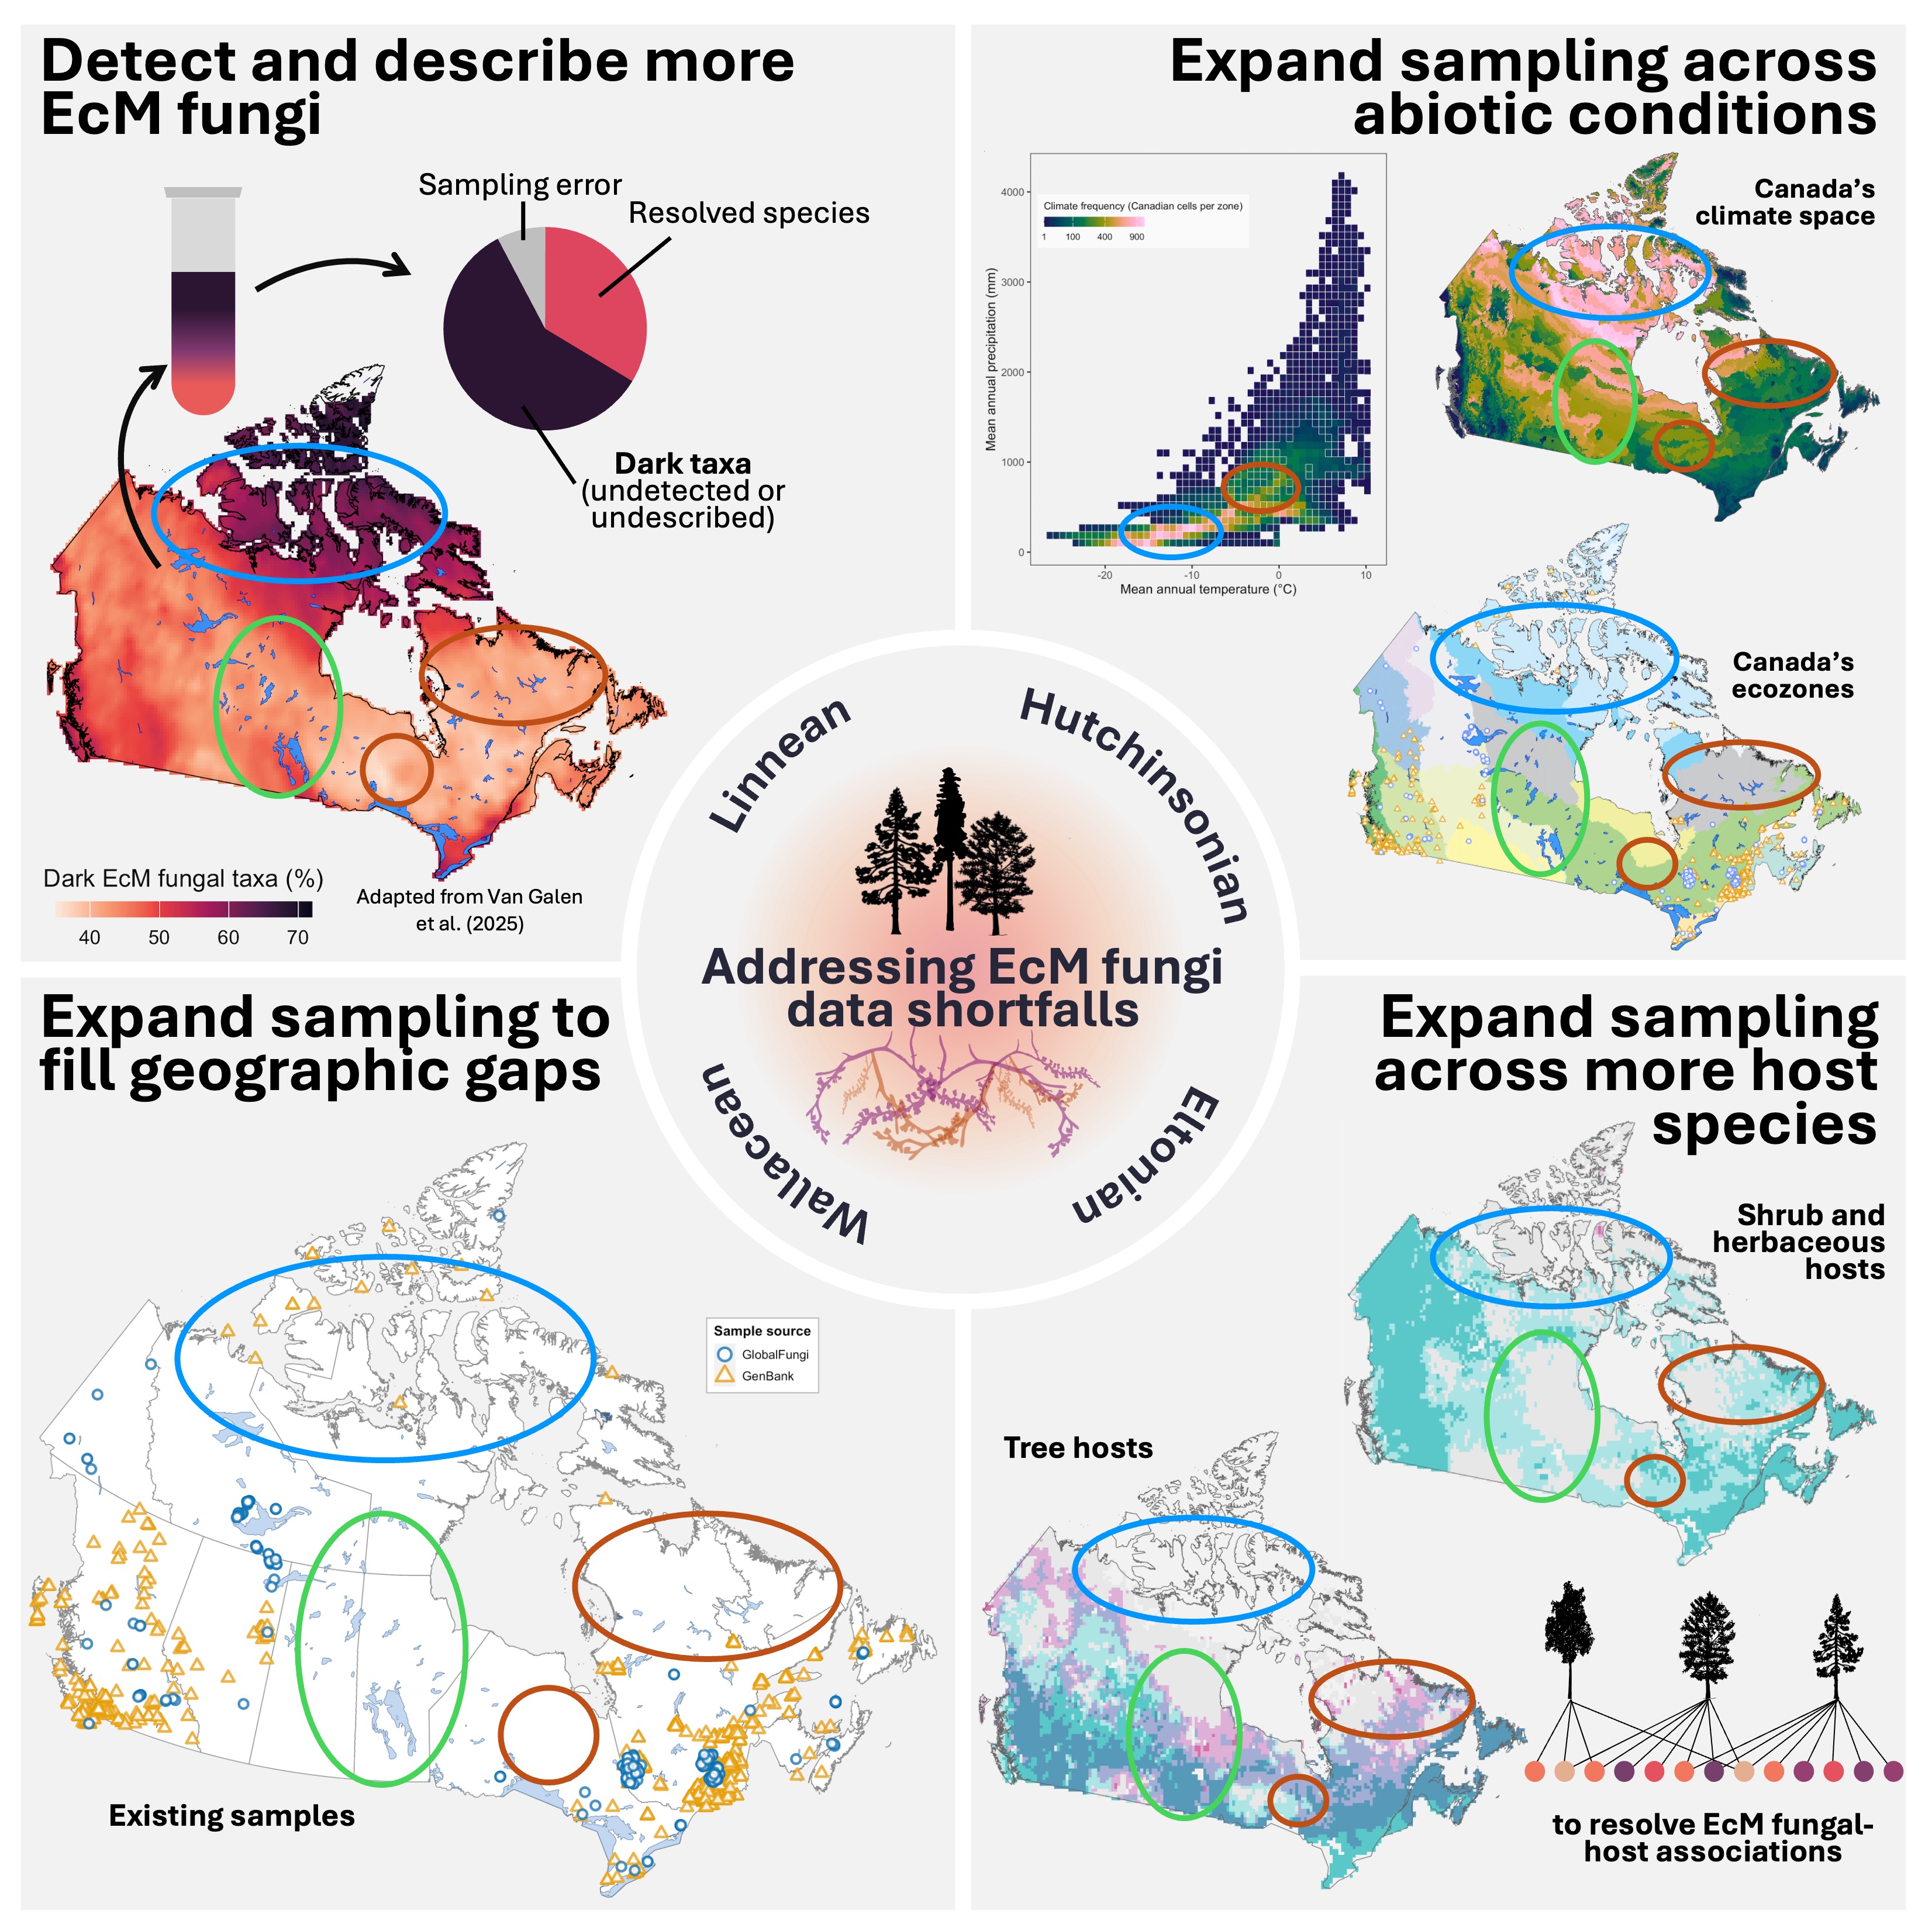 Detect and describe more
EcM fungi
Sampling error
Resolved species
Dark taxa
(undetected or
undescribed)
Dark EcM fungal taxa (%)
40 50 60 70
Adapted from Van Galen
et al. (2025)
Expand sampling across
abiotic conditions
Climate frequency (Canadian cells per zone)
1 100 400 900
Mean annual precipitation (mm)
4000
3000
2000
1000
0
-20 -10 0 10
Mean annual temperature (°C)
Canada's
climate space
Canada's
ecozones
Linnean
Hutchinsonian
Addressing EcM fungi
data shortfalls
Wallacean
Eltonian
Expand sampling to
fill geographic gaps
Sample source
GlobalFungi
GenBank
Existing samples
Expand sampling
across more host
species
Shrub and
herbaceous
hosts
Tree hosts
to resolve EcM fungal-
host associations